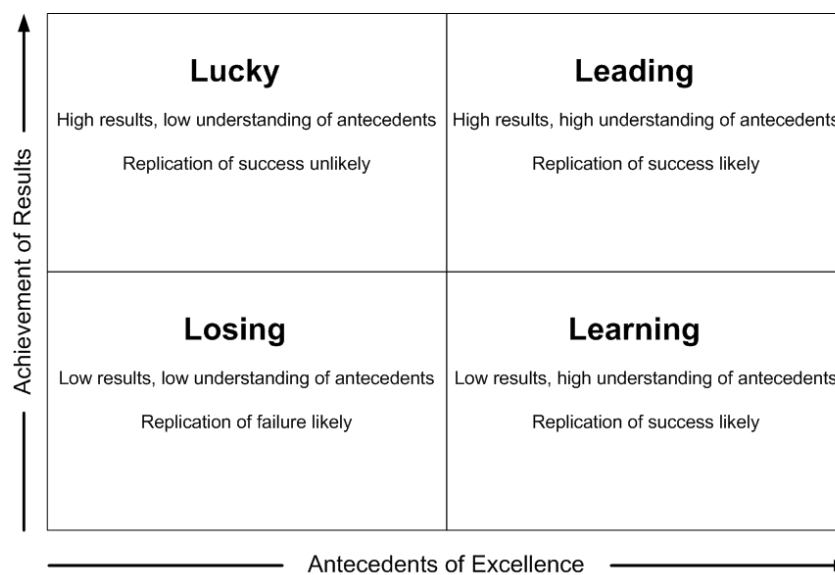 Achievement of Results
Lucky
High results, low understanding of antecedents
Replication of success unlikely
Leading
High results, high understanding of antecedents
Replication of success likely
Losing
Low results, low understanding of antecedents
Replication of failure likely
Learning
Low results, high understanding of antecedents
Replication of success likely
Antecedents of Excellence